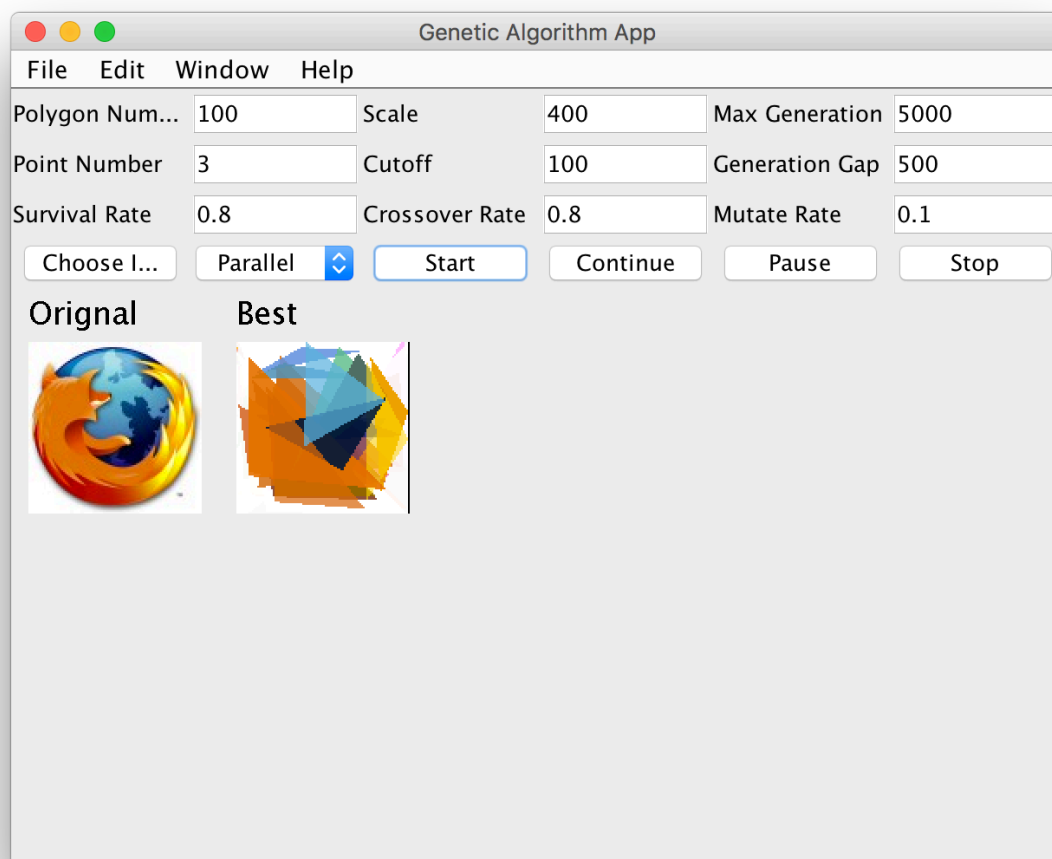 Genetic Algorithm App
File Edit Window Help
Polygon Num... 100 Scale 400 Max Generation 5000
Point Number 3 Cutoff 100 Generation Gap 500
Survival Rate 0.8 Crossover Rate 0.8 Mutate Rate 0.1
Choose I... Parallel Start Continue Pause Stop
Orignal Best
™